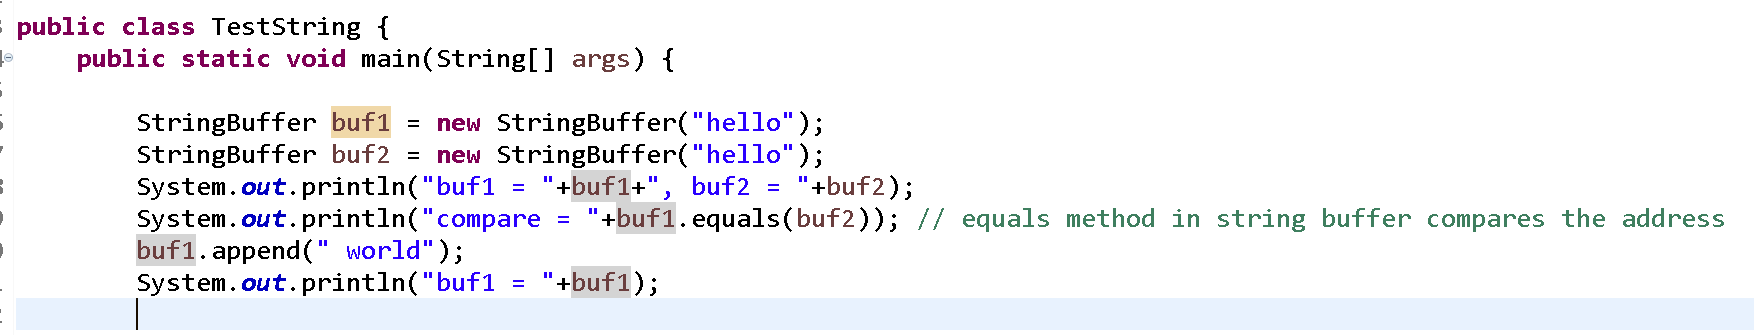 public class TestString {
public static void main(String[] args) {
StringBuffer buf1 = new StringBuffer("hello");
StringBuffer buf2 = new StringBuffer("hello");
System.out.println("buf1 = "+buf1+", buf2 = "+buf2);
System.out.println("compare = "+buf1.equals(buf2)); // equals method in string buffer compares the address
buf1.append(" world");
System.out.println("buf1 = "+buf1);